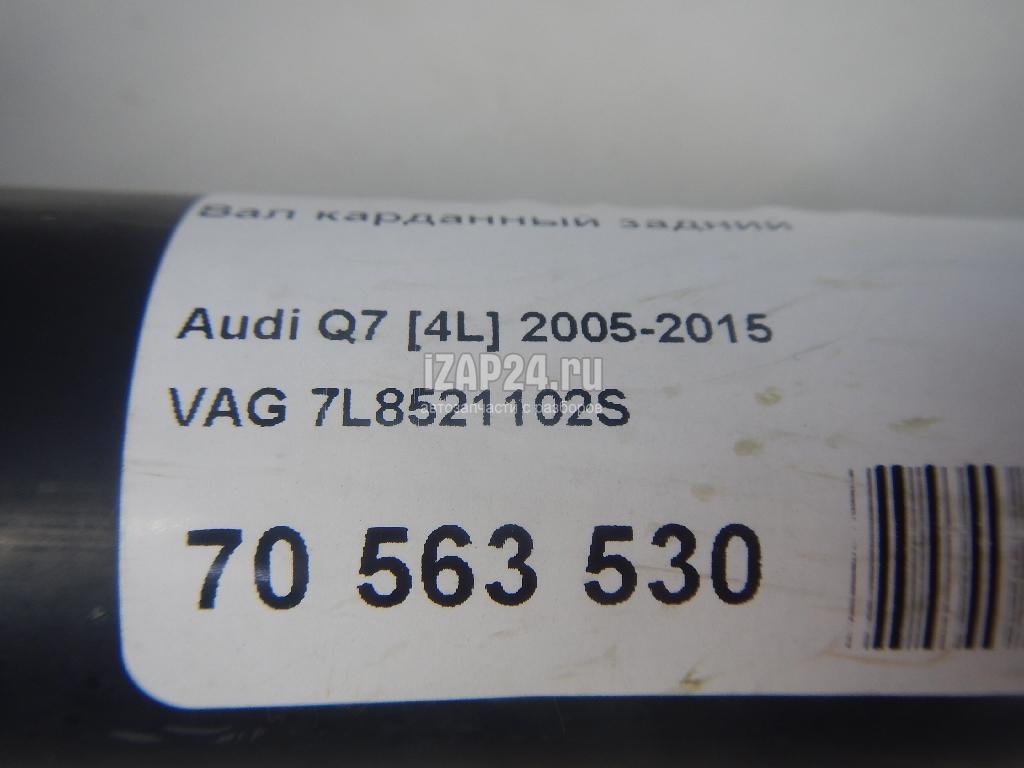 Вал карданный задний
Audi Q7 [4L] 2005-2015
iZAP24.ru
VAG 7L8521102S
автозапчасти с разборов
70 563 530